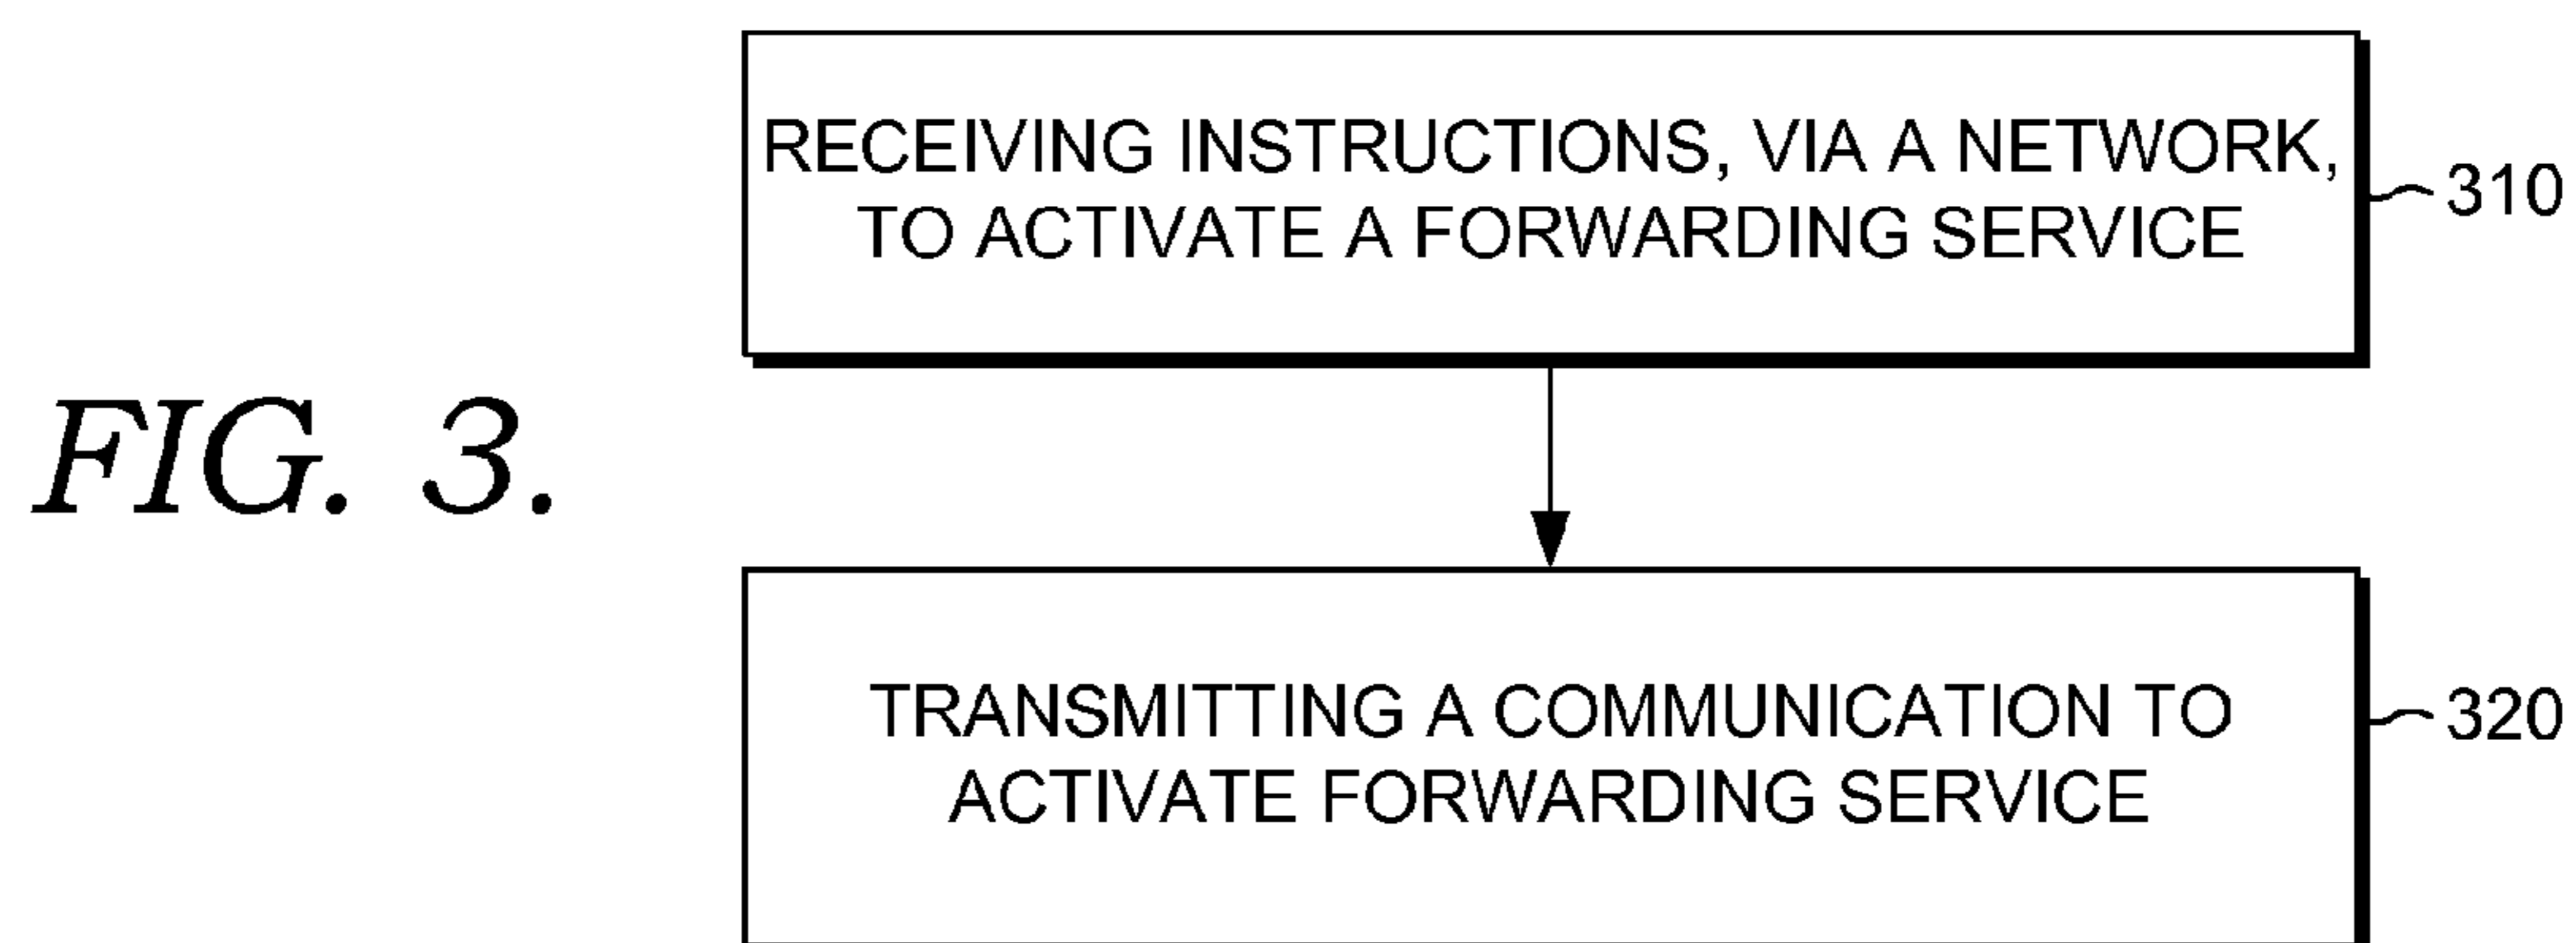 RECEIVING INSTRUCTIONS, VIA A NETWORK,
TO ACTIVATE A FORWARDING SERVICE
310
FIG. 3.
TRANSMITTING A COMMUNICATION TO
ACTIVATE FORWARDING SERVICE
320